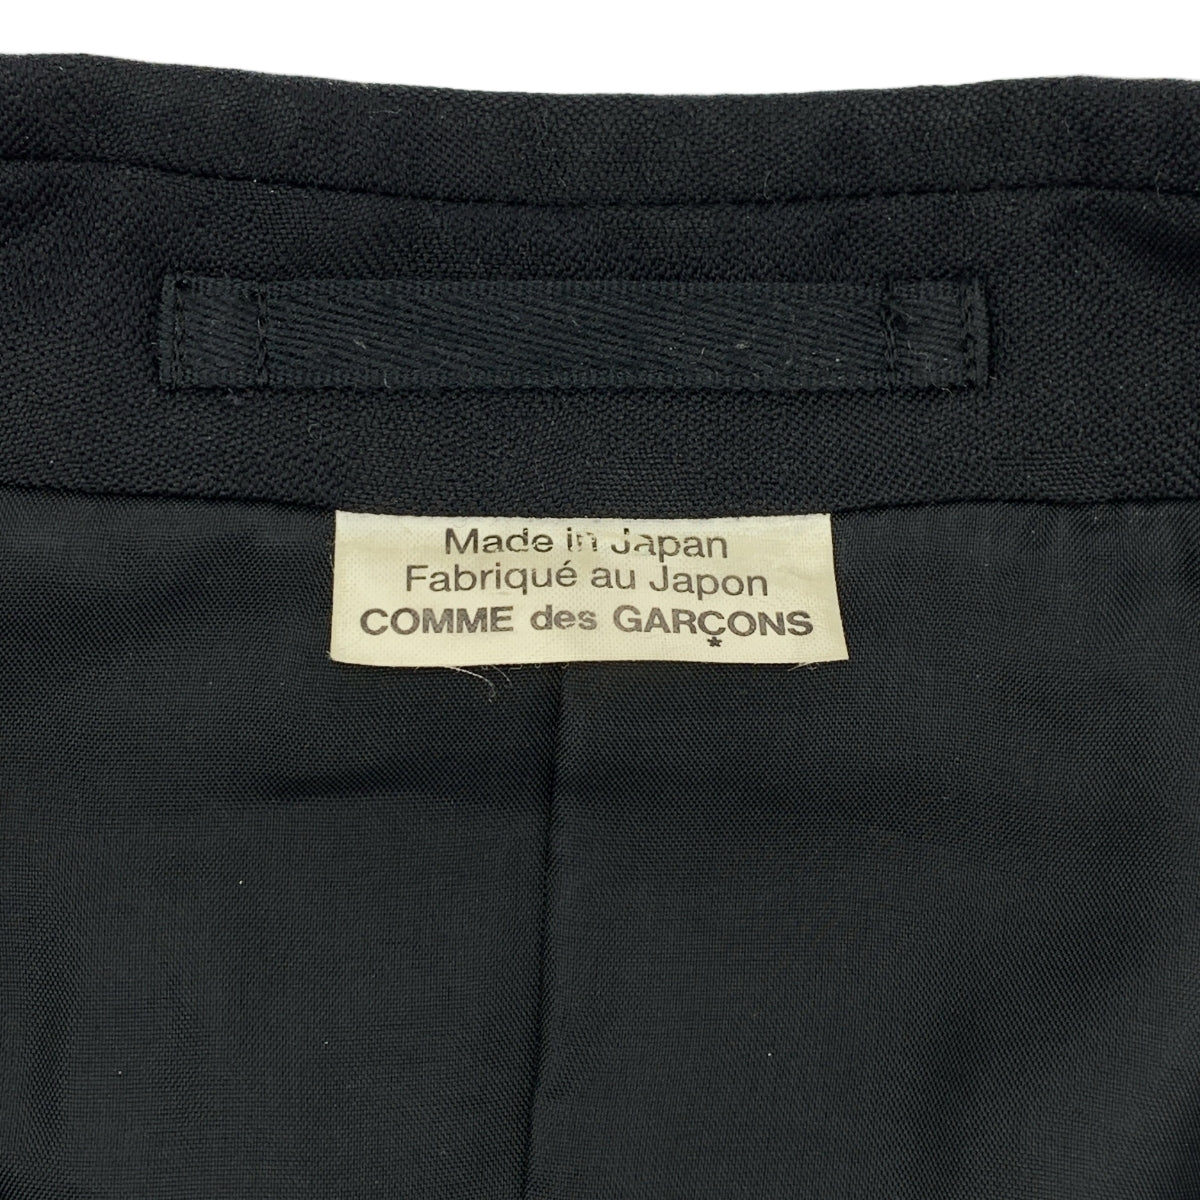 Made in Japan
Fabriqué au Japon
COMME des GARÇONS
*